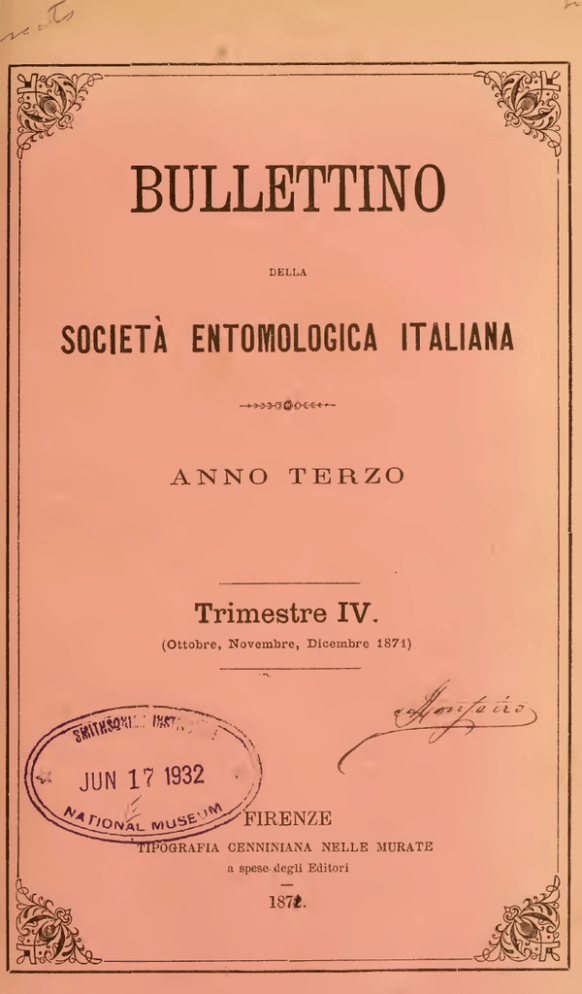 BULLETTINO
DELLA
SOCIETÀ ENTOMOLOGICA ITALIANA
ANNO TERZO
Trimestre IV.
(Ottobre, Novembre, Dicembre 1871)
JUN 17 1932
NATIONAL MUSEUM
FIRENZE
TIPOGRAFIA CENNINIANA NELLE MURATE
a spese degli Editori